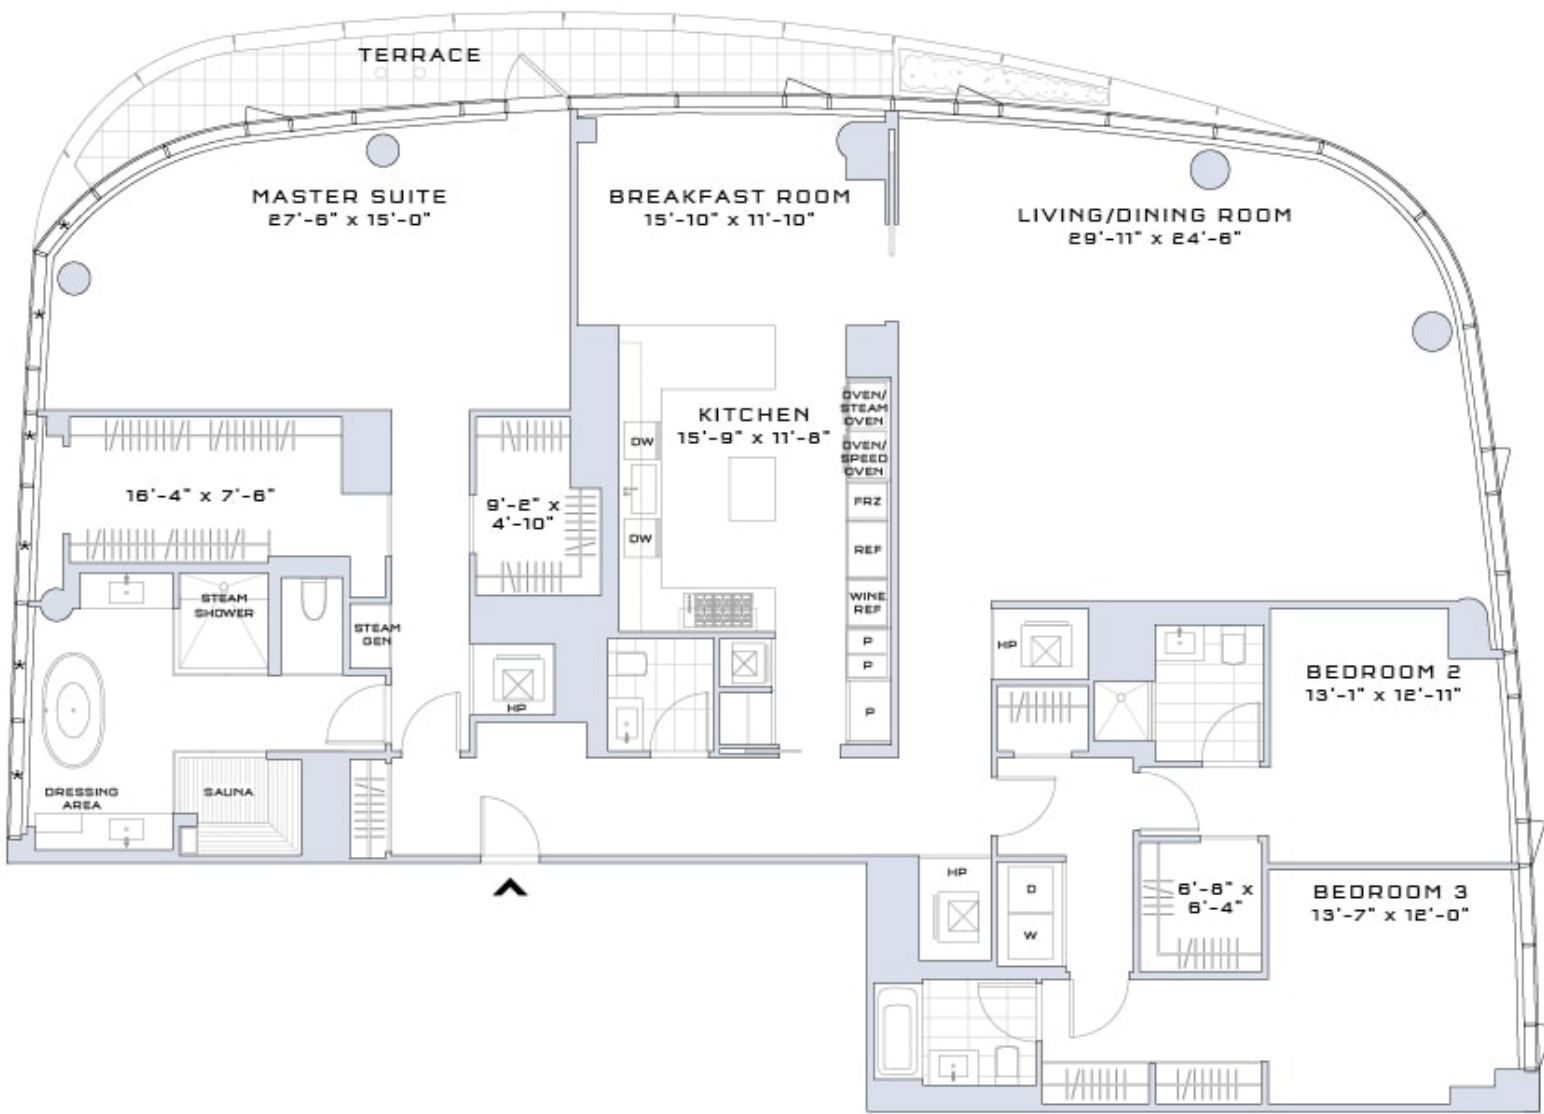 TERRACE
MASTER SUITE
27'-6" x 15'-0"
BREAKFAST ROOM
15'-10" x 11'-10"
LIVING/DINING ROOM
29'-11" x 24'-6"
KITCHEN
15'-9" x 11'-8"
OVEN/
STEAM
OVEN
OVEN/
SPEED
OVEN
DW
DW
FRZ
REF
WINE
REF
P
P
P
16'-4" x 7'-6"
9'-2" x
4'-10"
STEAM
SHOWER
STEAM
GEN
HP
HP
BEDROOM 2
13'-1" x 12'-11"
DRESSING
AREA
SAUNA
HP
D
W
6'-8" x
6'-4"
BEDROOM 3
13'-7" x 12'-0"